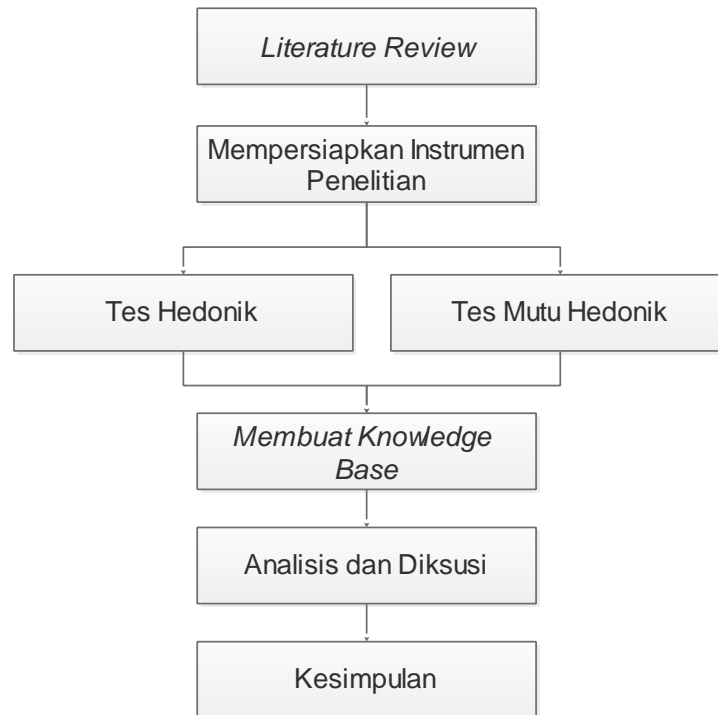 Literature Review
Mempersiapkan Instrumen
Penelitian
Tes Hedonik
Tes Mutu Hedonik
Membuat Knowledge
Base
Analisis dan Diksusi
Kesimpulan